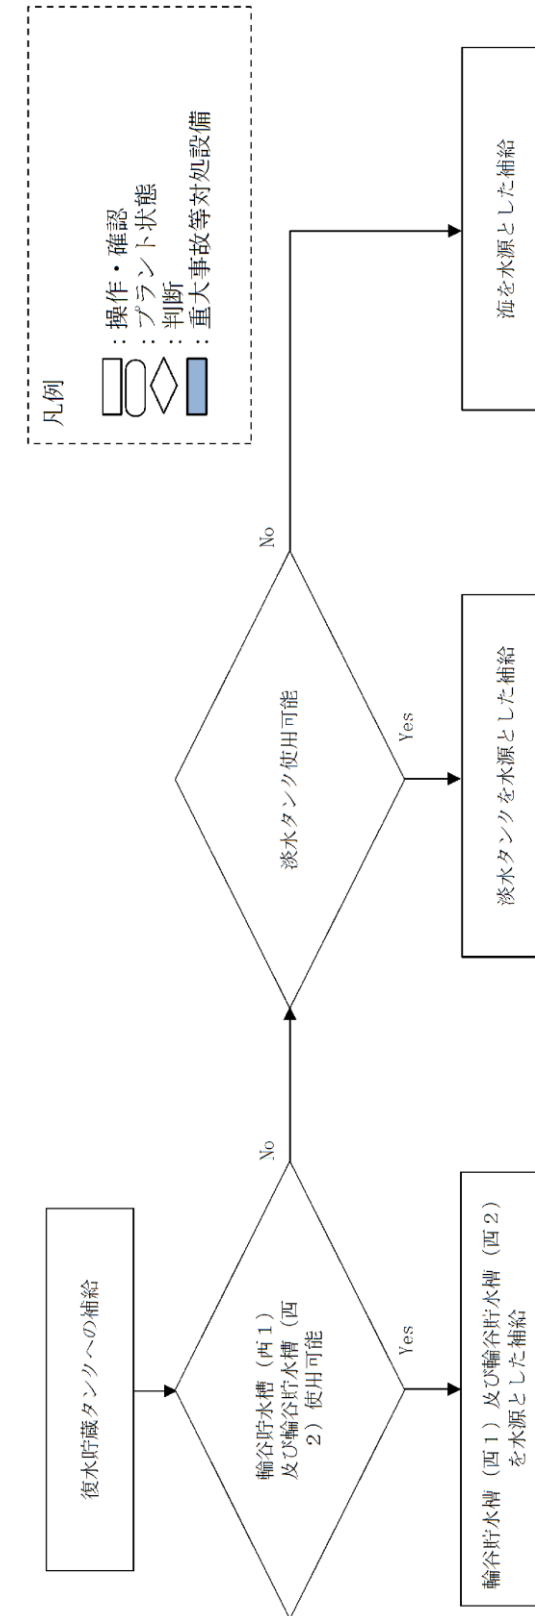 凡例
：操作・確認
：プラント状態
：判断
：重大事故等対処設備
復水貯蔵タンクへの補給
輪谷貯水槽（西１）
及び輪谷貯水槽（西
２）使用可能
No
Yes
輪谷貯水槽（西１）及び輪谷貯水槽（西２）
を水源とした補給
淡水タンク使用可能
No
Yes
淡水タンクを水源とした補給
海を水源とした補給